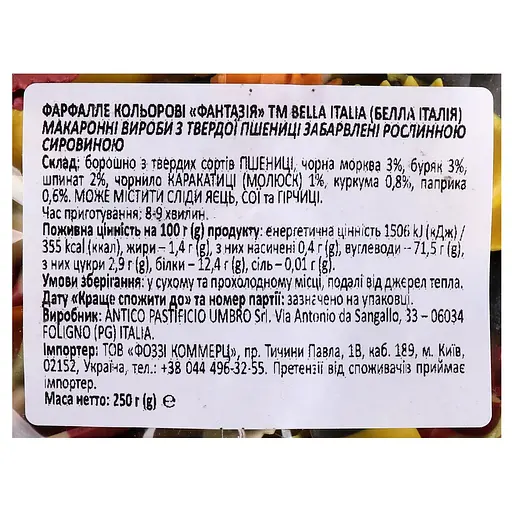 ФАРФАЛЛЕ КОЛЬОРОВІ «ФАНТАЗІЯ» ТМ BELLA ITALIA (БЕЛЛА ІТАЛІЯ)
МАКАРОННІ ВИРОБИ З ТВЕРДОЇ ПШЕНИЦІ ЗАБАРВЛЕНІ РОСЛИННОЮ
СИРОВИНОЮ
Склад: борошно з твердих сортів ПШЕНИЦІ, чорна морква 3%, буряк 3%,
шпинат 2%, чорнило КАРАКАТИЦІ (МОЛЮСК) 1%, куркума 0,8%, паприка
0,6%. МОЖЕ МІСТИТИ СЛІДИ ЯЄЦЬ, СОЇ та ГІРЧИЦІ.
Час приготування: 8-9 хвилин.
Поживна цінність на 100 г (g) продукту: енергетична цінність 1506 kJ (кДж) /
355 kcal (ккал), жири – 1,4 г (g), з них насичені 0,4 г (g), вуглеводи – 71,5 г (g),
з них цукри 2,9 г (g), білки - 12,4 г (g), сіль – 0,01 г (g).
Умови зберігання: у сухому та прохолодному місці, подалі від джерел тепла.
Дату «Краще спожити до» та номер партії: зазначено на упаковці.
Виробник: ANTICO PASTIFICIO UMBRO Srl. Via Antonio da Sangallo, 33 – 06034
FOLIGNO (PG) ITALIA.
Імпортер: ТОВ «ФОЗЗІ КОММЕРЦ», пр. Тичини Павла, 1В, каб. 189, м. Київ,
02152, Україна, тел.: +38 044 496-32-55. Претензії від споживачів приймає
імпортер.
Маса нетто: 250 г (g) ℮